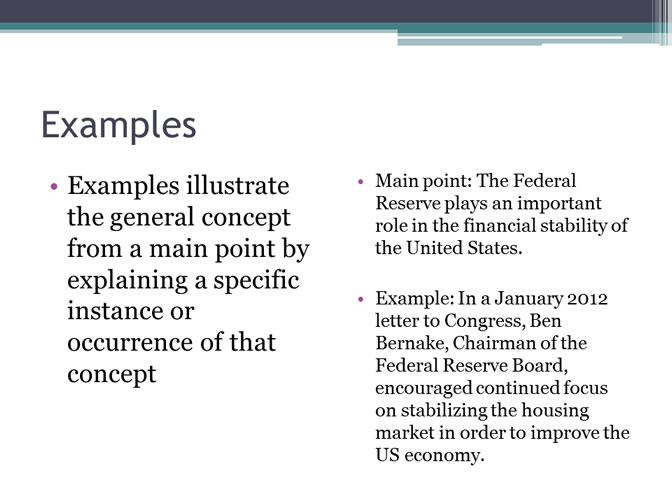 Examples
• Examples illustrate
the general concept
from a main point by
explaining a specific
instance or
occurrence of that
concept
• Main point: The Federal
Reserve plays an important
role in the financial stability of
the United States.
• Example: In a January 2012
letter to Congress, Ben
Bernake, Chairman of the
Federal Reserve Board,
encouraged continued focus
on stabilizing the housing
market in order to improve the
US economy.